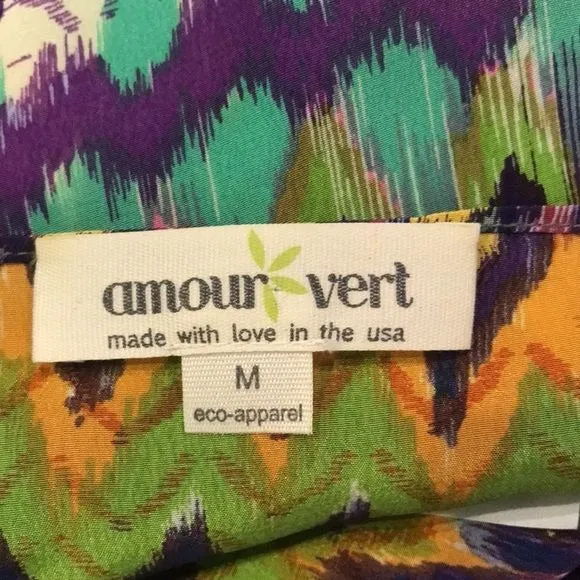 amour vert
made with love in the usa
M
eco-apparel